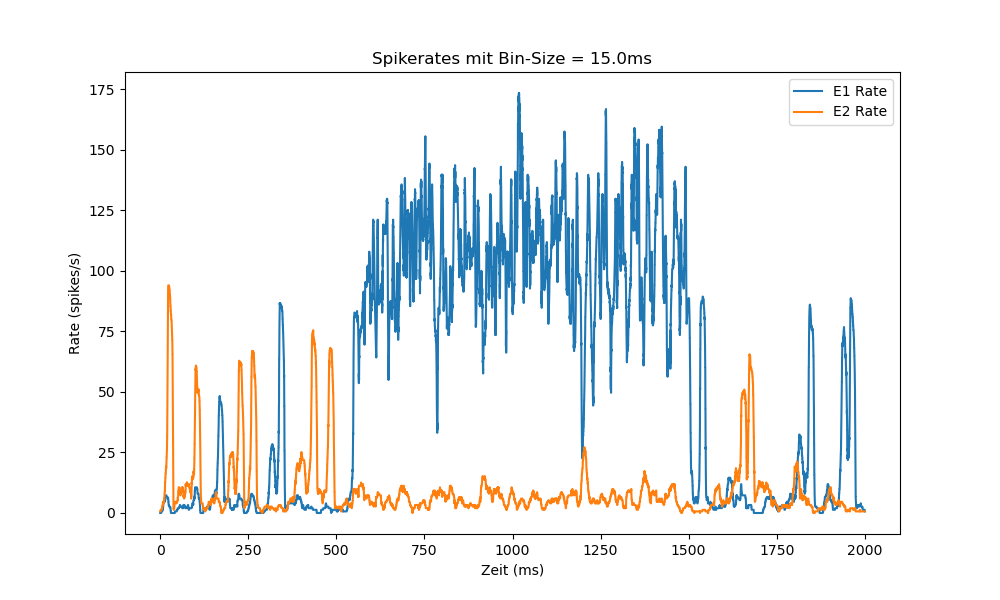 Spikerates mit Bin-Size = 15.0ms
E1 Rate
E2 Rate
175
150
125
100
75
50
25
0
Rate (spikes/s)
0 250 500 750 1000 1250 1500 1750 2000
Zeit (ms)